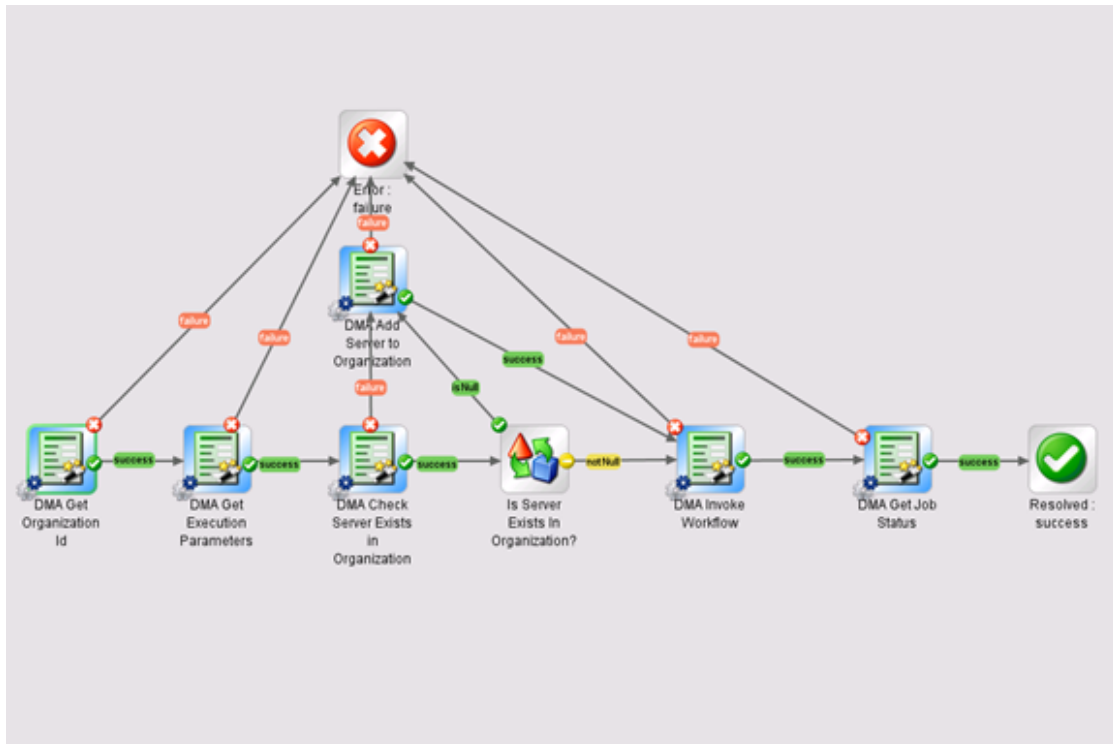 Error :
failure
failure
DMA Add
Server to
Organization
failure
failure
failure
failure
success
isNull
failure
success
success
success
notNull
success
success
DMA Get
Organization
Id
DMA Get
Execution
Parameters
DMA Check
Server Exists
in
Organization
Is Server
Exists In
Organization?
DMA Invoke
Workflow
DMA Get Job
Status
Resolved :
success